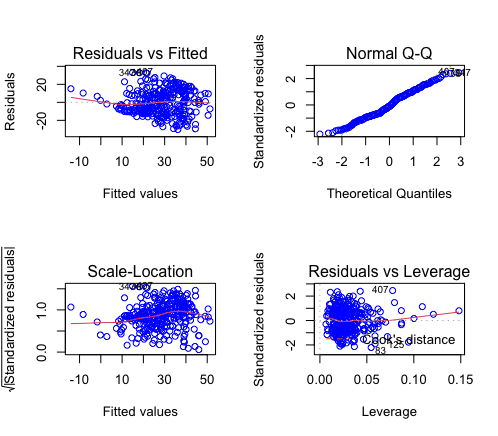 Residuals vs Fitted
Residuals
20
-20
-10
10
30
50
Fitted values
Normal Q-Q
Standardized residuals
2
1
0
-2
-3
-2
-1
0
1
2
3
Theoretical Quantiles
Scale-Location
√|Standardized residuals|
1.0
0.0
-10
10
30
50
Fitted values
Residuals vs Leverage
Standardized residuals
2
1
0
-2
407
Cook's distance
125
83
0.00
0.05
0.10
0.15
Leverage